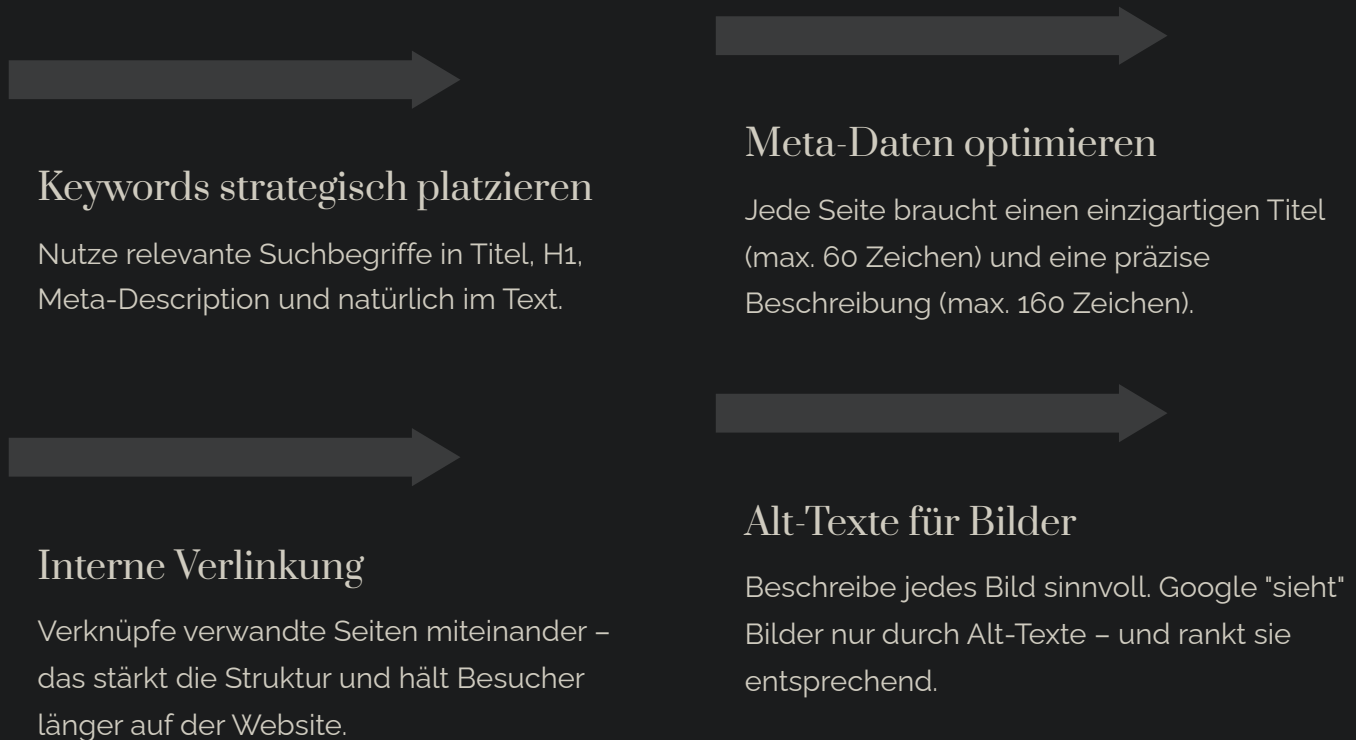 Keywords strategisch platzieren
Nutze relevante Suchbegriffe in Titel, H1,
Meta-Description und natürlich im Text.
Meta-Daten optimieren
Jede Seite braucht einen einzigartigen Titel
(max. 60 Zeichen) und eine präzise
Beschreibung (max. 160 Zeichen).
Interne Verlinkung
Verknüpfe verwandte Seiten miteinander –
das stärkt die Struktur und hält Besucher
länger auf der Website.
Alt-Texte für Bilder
Beschreibe jedes Bild sinnvoll. Google "sieht"
Bilder nur durch Alt-Texte – und rankt sie
entsprechend.